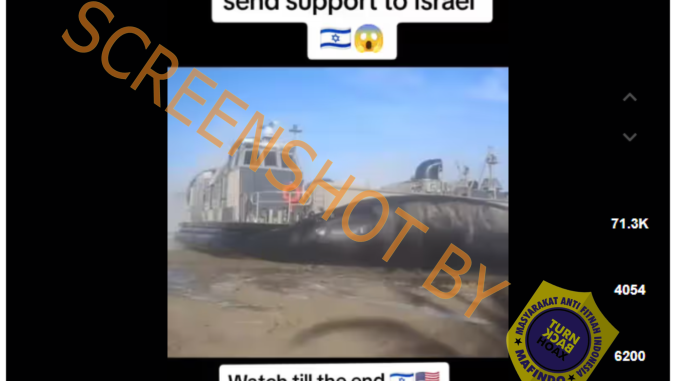 send support to Israel
🇮🇱😱
SCREENSHOT BY
71.3K
4054
MASYARAKAT ANTI FITNAH INDONESIA
TURN
BACK
HOAX
MAFINDO
6200
Watch till the end 🇮🇱🇺🇸